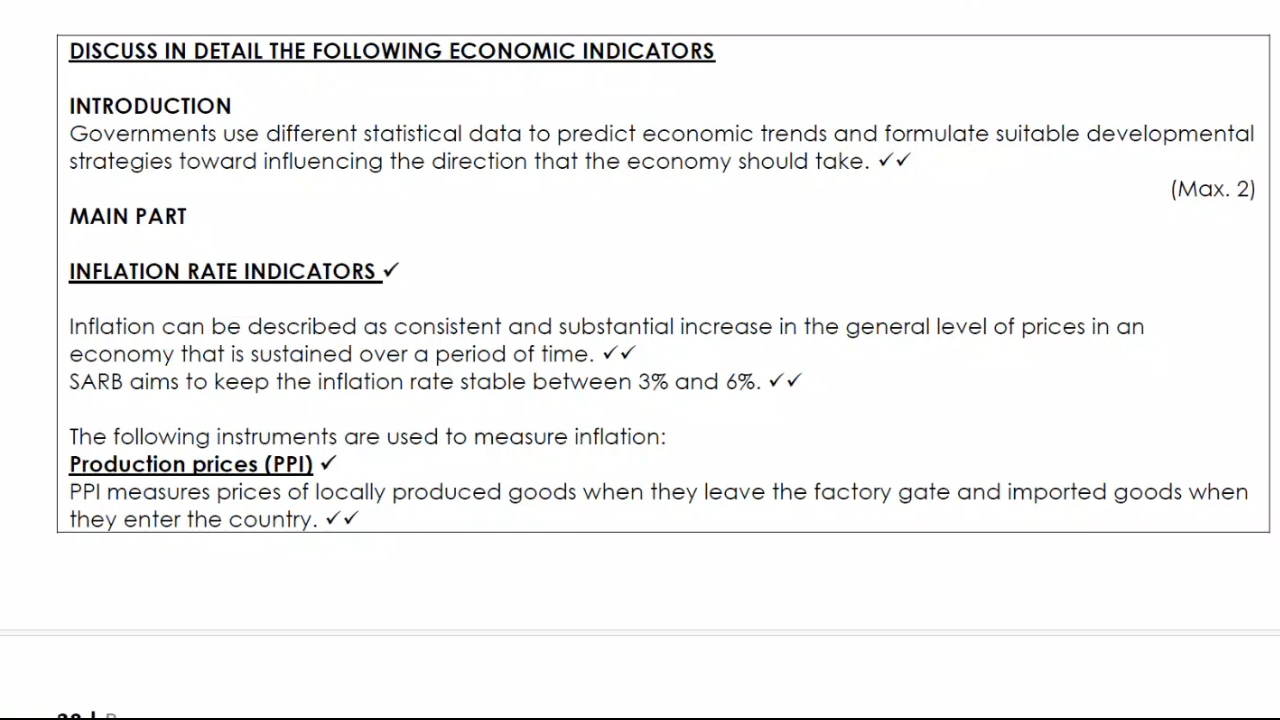 DISCUSS IN DETAIL THE FOLLOWING ECONOMIC INDICATORS
INTRODUCTION
Governments use different statistical data to predict economic trends and formulate suitable developmental
strategies toward influencing the direction that the economy should take. ✓✓
(Max. 2)
MAIN PART
INFLATION RATE INDICATORS ✓
Inflation can be described as consistent and substantial increase in the general level of prices in an
economy that is sustained over a period of time. ✓✓
SARB aims to keep the inflation rate stable between 3% and 6%. ✓✓
The following instruments are used to measure inflation:
Production prices (PPI) ✓
PPI measures prices of locally produced goods when they leave the factory gate and imported goods when
they enter the country. ✓✓